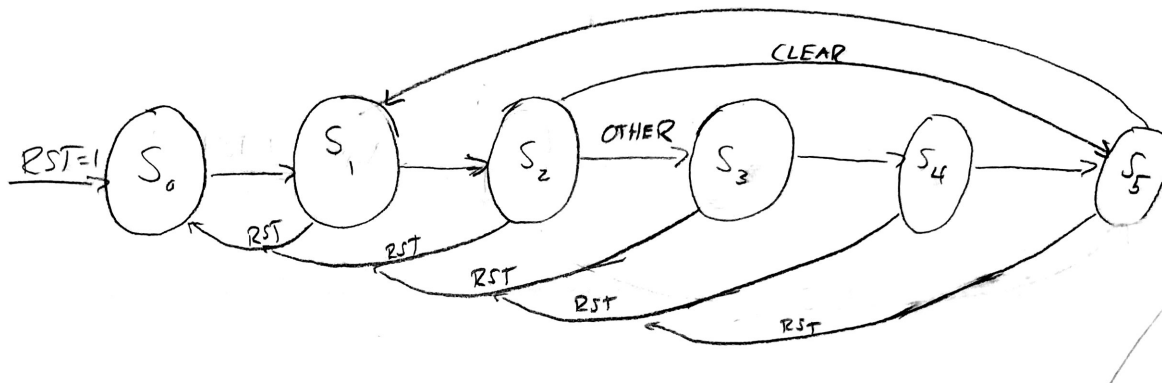 CLEAR
OTHER
RST=1
S₀
S₁
S₂
S₃
S₄
S₅
RST
RST
RST
RST
RST